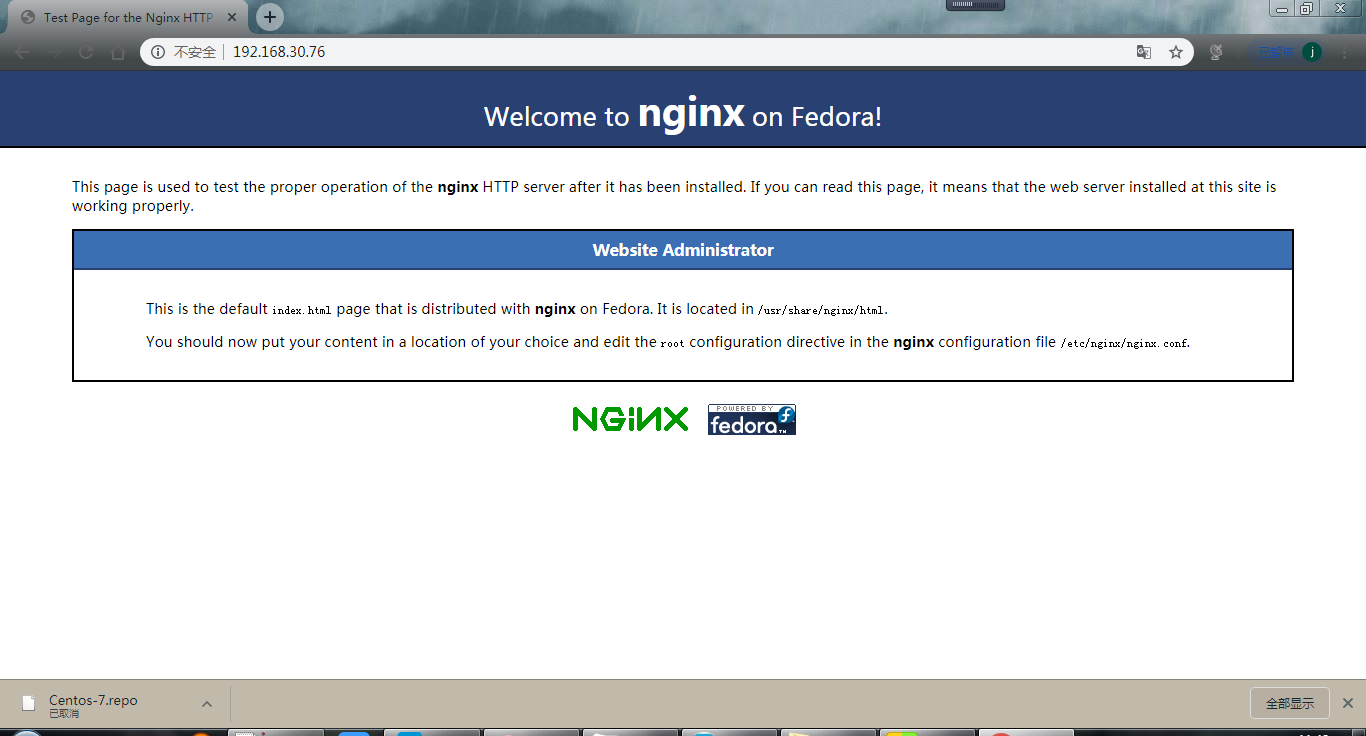 Test Page for the Nginx HTTP
不安全 192.168.30.76
j
Welcome to nginx on Fedora!
This page is used to test the proper operation of the nginx HTTP server after it has been installed. If you can read this page, it means that the web server installed at this site is
working properly.
Website Administrator
This is the default index.html page that is distributed with nginx on Fedora. It is located in /usr/share/nginx/html.
You should now put your content in a location of your choice and edit the root configuration directive in the nginx configuration file /etc/nginx/nginx.conf.
NGINX
POWERED BY
fedora™
Centos-7.repo
已取消
全部显示